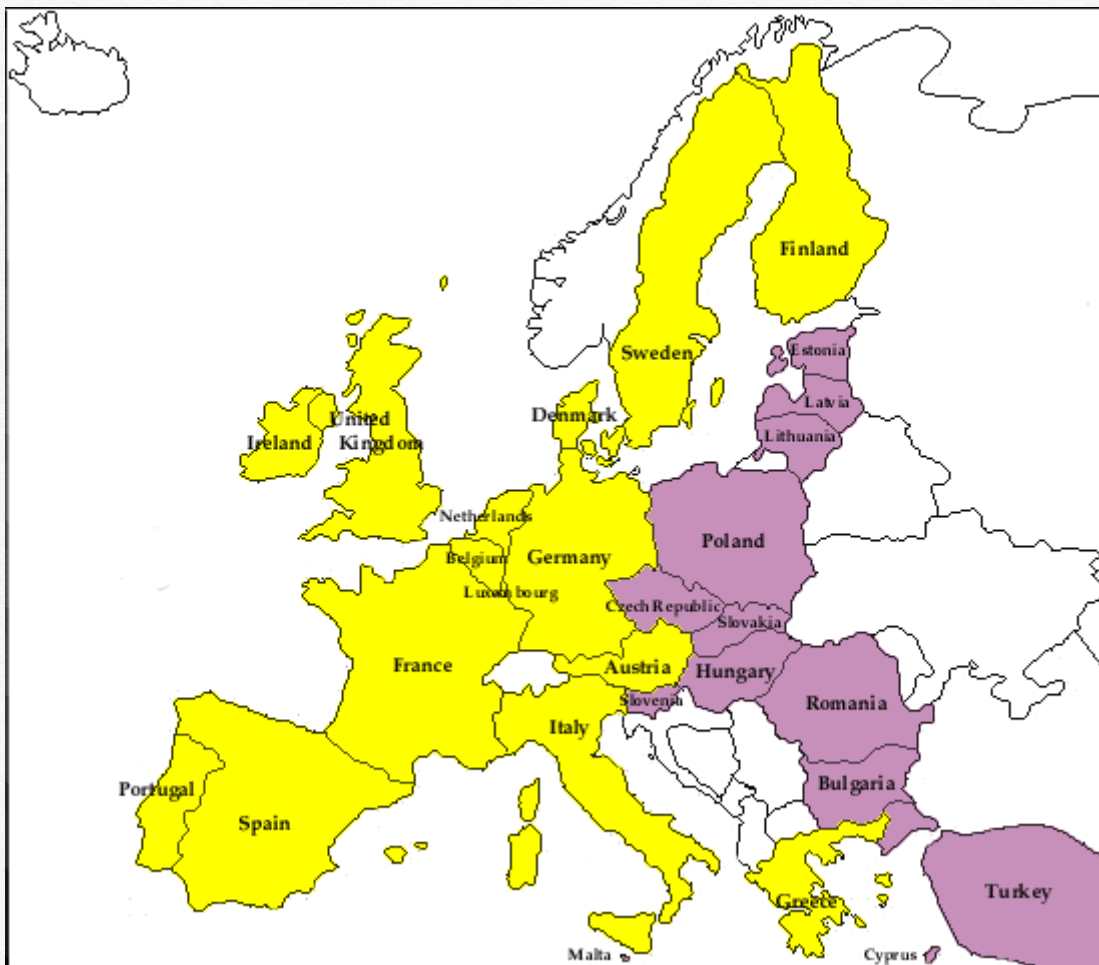 Finland
Estonia
Sweden
Latvia
Denmark
United
Kingdom
Ireland
Lithuania
Netherlands
Poland
Belgium
Germany
Luxembourg
Czech Republic
Slovakia
France
Austria
Hungary
Slovenia
Romania
Italy
Portugal
Bulgaria
Spain
Turkey
Greece
Malta
Cyprus